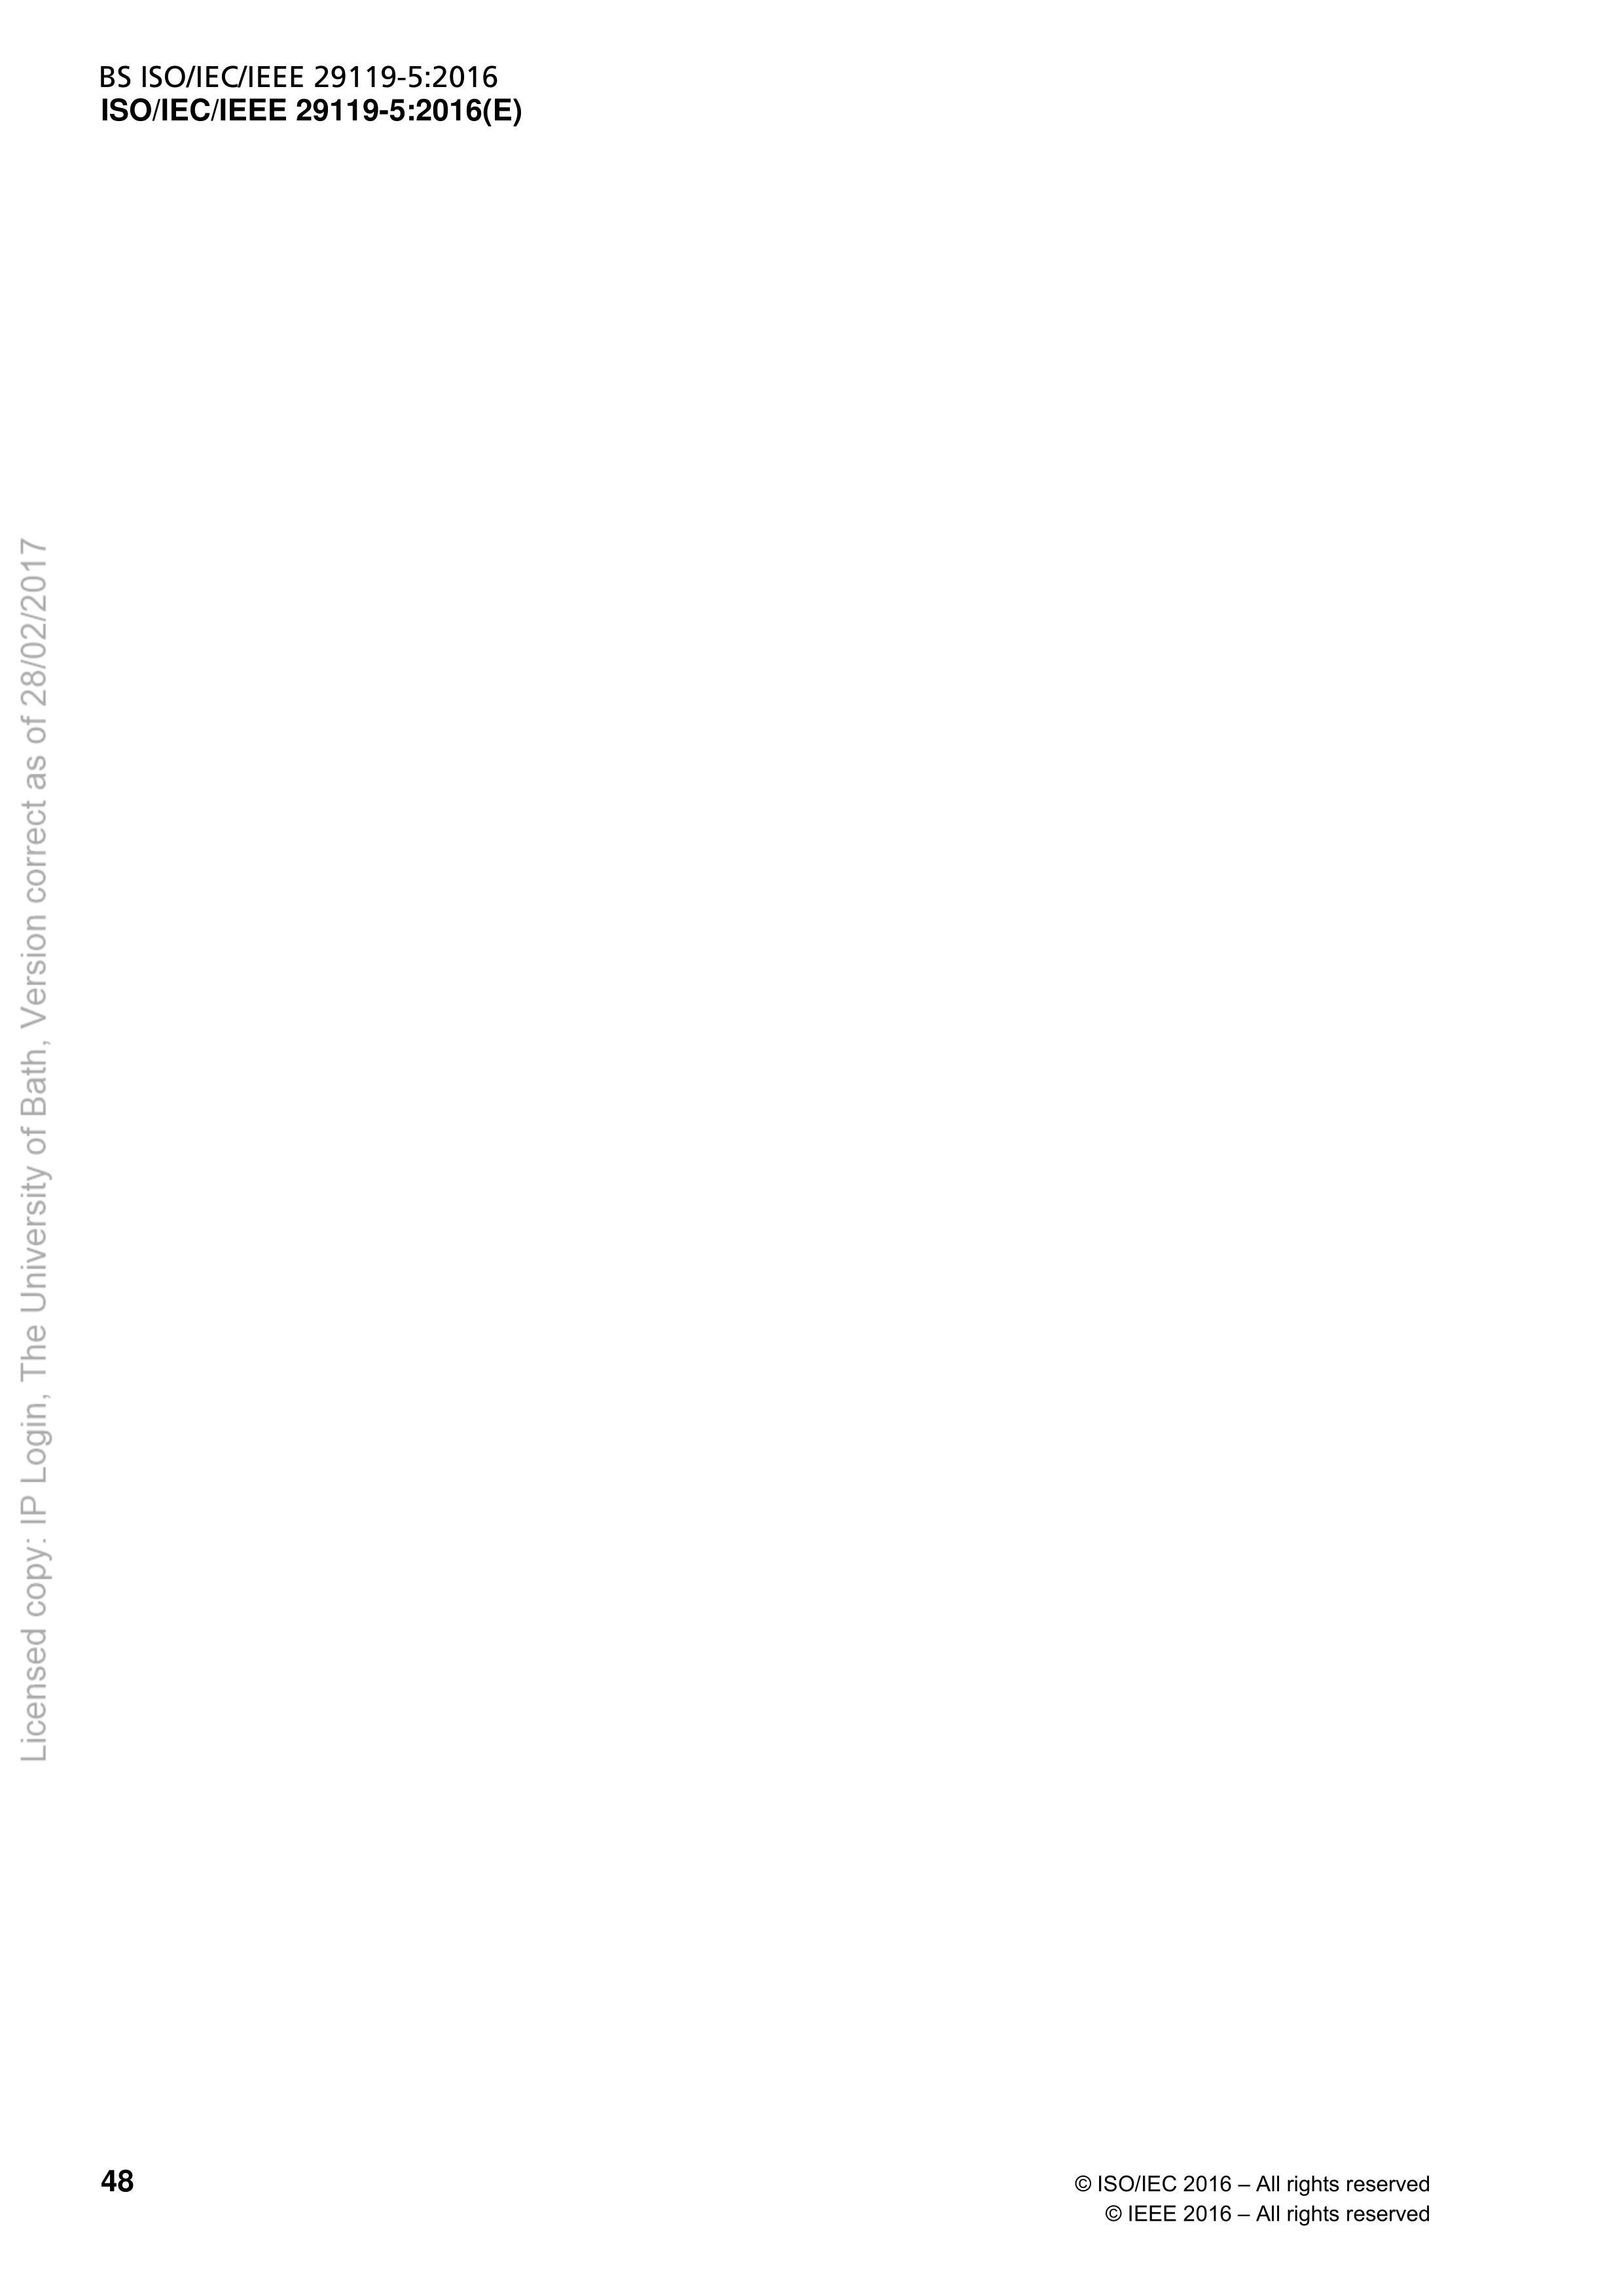 BS ISO/IEC/IEEE 29119-5:2016
ISO/IEC/IEEE 29119-5:2016(E)
Licensed copy: IP Login, The University of Bath, Version correct as of 28/02/2017
48
© ISO/IEC 2016 – All rights reserved
© IEEE 2016 – All rights reserved